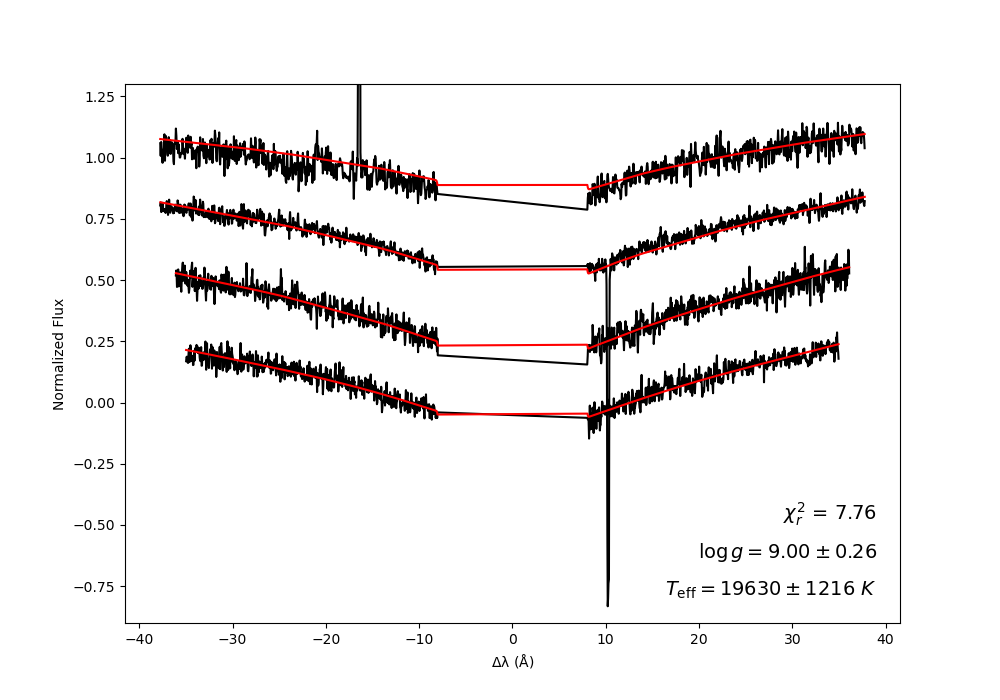 Normalized Flux
1.25
1.00
0.75
0.50
0.25
0.00
−0.25
−0.50
−0.75
χ²ᵣ = 7.76
log g = 9.00 ± 0.26
T_eff = 19630 ± 1216 K
−40 −30 −20 −10 0 10 20 30 40
Δλ (Å)